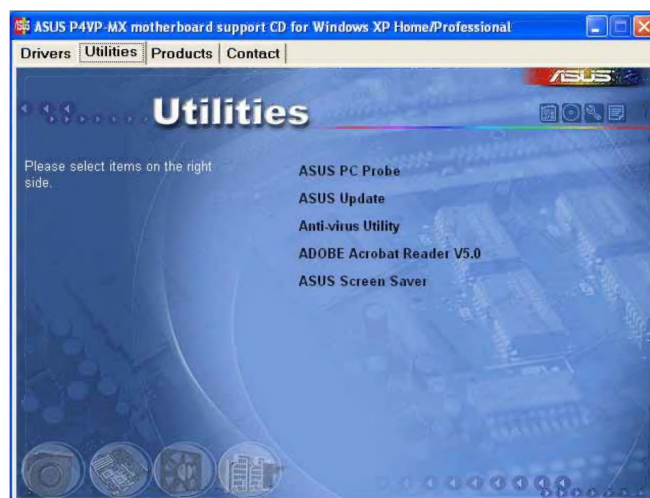 ASUS P4VP-MX motherboard support CD for Windows XP Home/Professional
Drivers Utilities Products Contact
ASUS
Utilities
Please select items on the right
side.
ASUS PC Probe
ASUS Update
Anti-virus Utility
ADOBE Acrobat Reader V5.0
ASUS Screen Saver